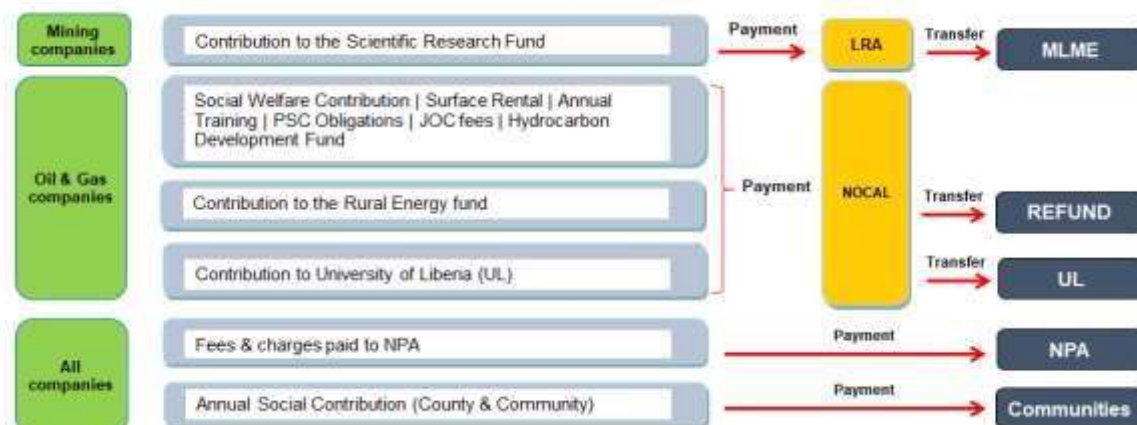 Mining
companies
Contribution to the Scientific Research Fund
Payment
LRA
Transfer
MLME
Oil & Gas
companies
Social Welfare Contribution | Surface Rental | Annual
Training | PSC Obligations | JOC fees | Hydrocarbon
Development Fund
Contribution to the Rural Energy fund
Contribution to University of Liberia (UL)
Payment
NOCAL
Transfer
REFUND
Transfer
UL
All
companies
Fees & charges paid to NPA
Payment
NPA
Annual Social Contribution (County & Community)
Payment
Communities